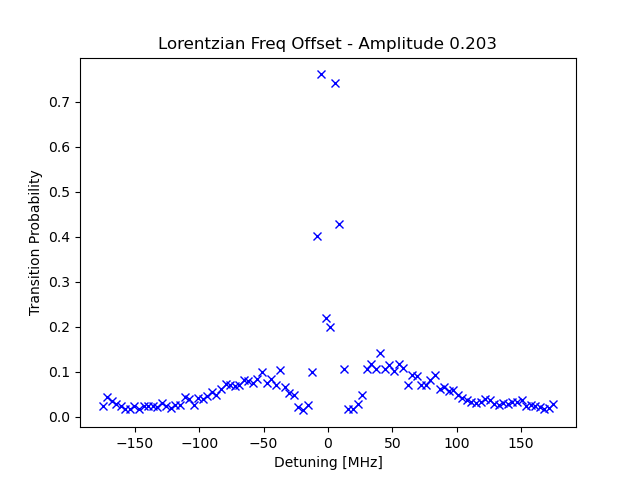 Lorentzian Freq Offset - Amplitude 0.203
Transition Probability
0.7
0.6
0.5
0.4
0.3
0.2
0.1
0.0
−150 −100 −50 0 50 100 150
Detuning [MHz]